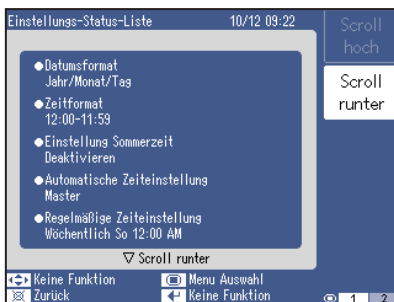 Einstellungs-Status-Liste 10/12 09:22
Scroll
hoch
Scroll
runter
●Datumsformat
Jahr/Monat/Tag
●Zeitformat
12:00-11:59
●Einstellung Sommerzeit
Deaktivieren
●Automatische Zeiteinstellung
Master
●Regelmäßige Zeiteinstellung
Wöchentlich So 12:00 AM
▽ Scroll runter
Keine Funktion Menu Auswahl
Zurück Keine Funktion 1 2